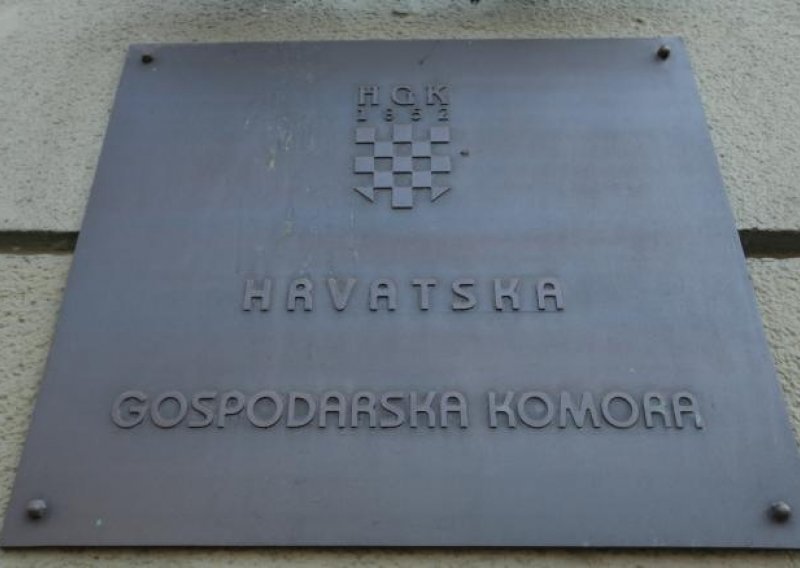 HGK
1852
HRVATSKA
GOSPODARSKA KOMORA